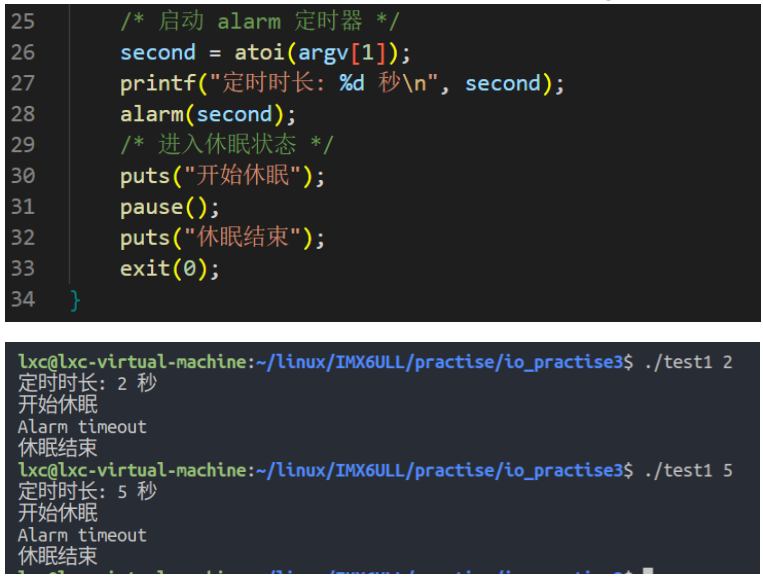 25 /* 启动 alarm 定时器 */
26 second = atoi(argv[1]);
27 printf("定时时长: %d 秒\n", second);
28 alarm(second);
29 /* 进入休眠状态 */
30 puts("开始休眠");
31 pause();
32 puts("休眠结束");
33 exit(0);
34 }
lxc@lxc-virtual-machine:~/linux/IMX6ULL/practise/io_practise3$ ./test1 2
定时时长: 2 秒
开始休眠
Alarm timeout
休眠结束
lxc@lxc-virtual-machine:~/linux/IMX6ULL/practise/io_practise3$ ./test1 5
定时时长: 5 秒
开始休眠
Alarm timeout
休眠结束